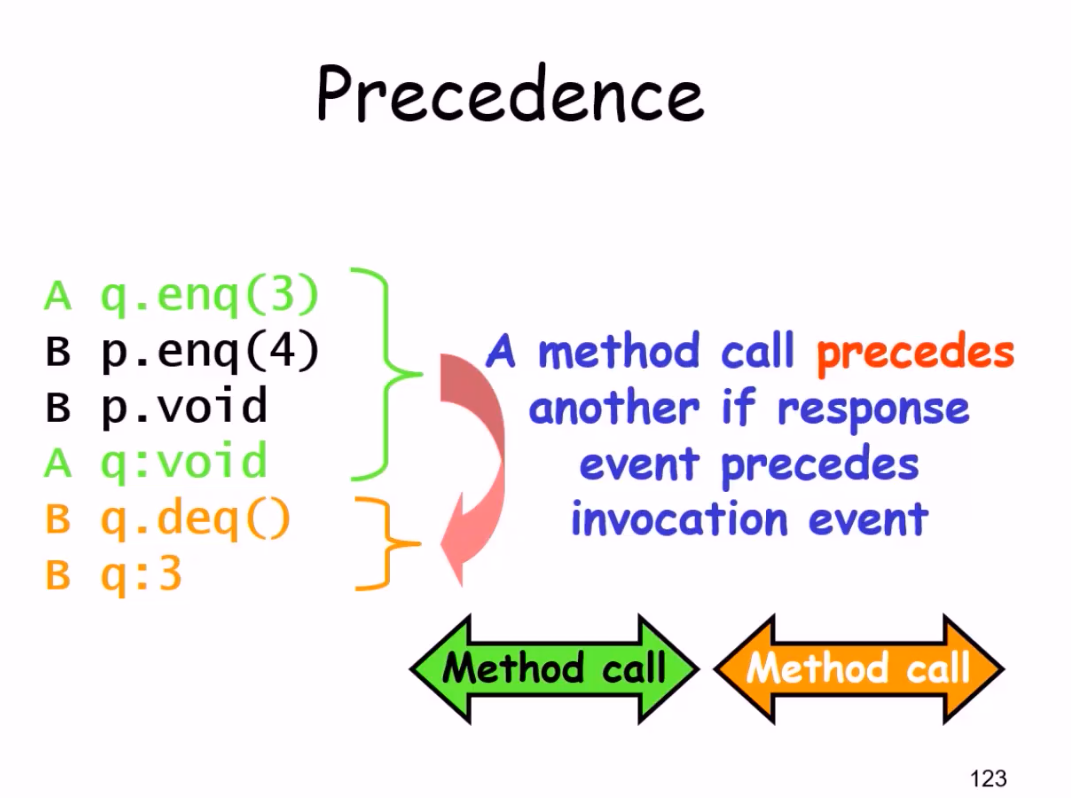 Precedence
A q.enq(3)
B p.enq(4)
B p.void
A q:void
B q.deq()
B q:3
A method call precedes
another if response
event precedes
invocation event
Method call
Method call
123